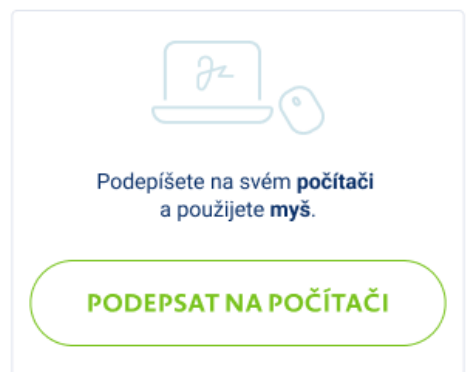 Podepíšete na svém počítači
a použijete myš.
PODEPSAT NA POČÍTAČI